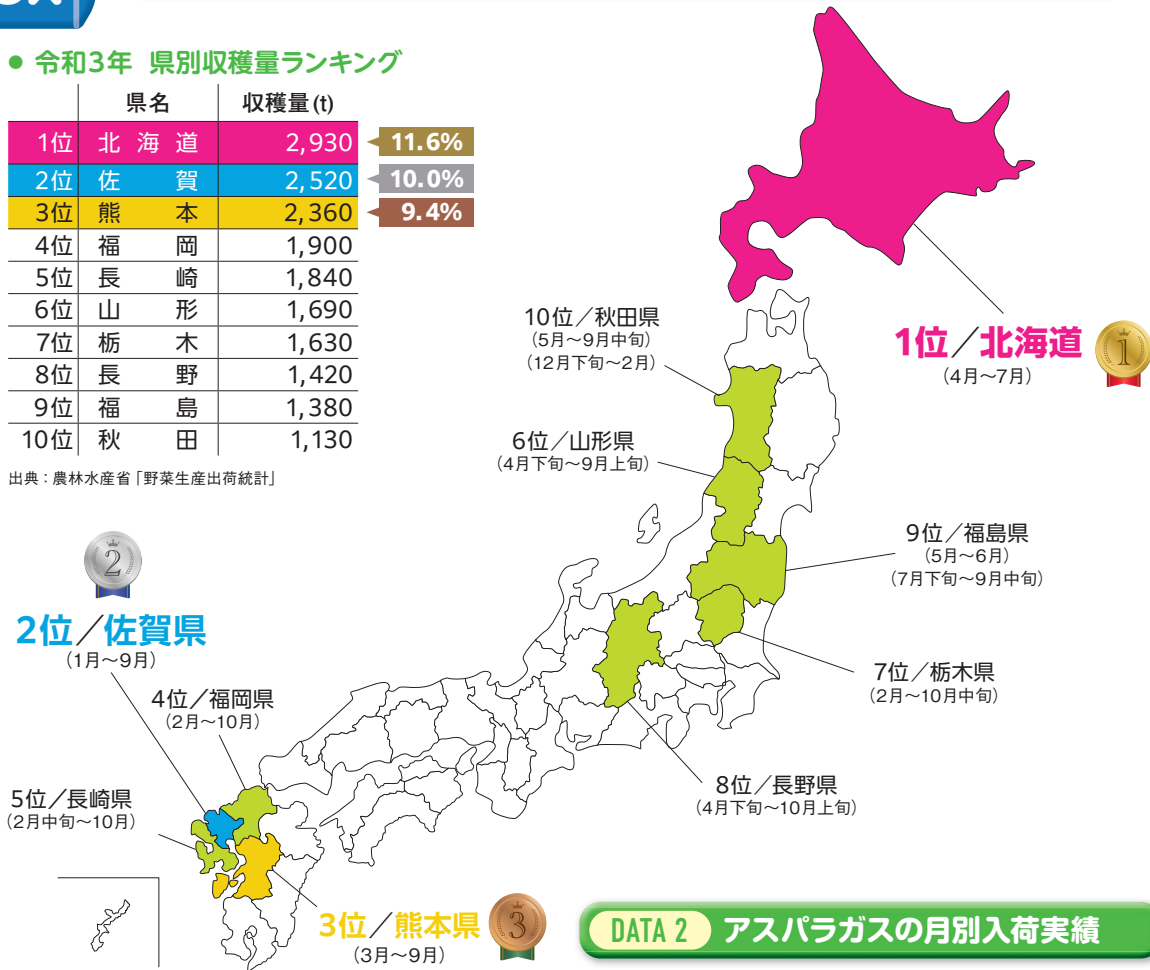 ● 令和3年 県別収穫量ランキング
県名 収穫量(t)
1位 北海道 2,930 11.6%
2位 佐賀 2,520 10.0%
3位 熊本 2,360 9.4%
4位 福岡 1,900
5位 長崎 1,840
6位 山形 1,690
7位 栃木 1,630
8位 長野 1,420
9位 福島 1,380
10位 秋田 1,130
出典：農林水産省「野菜生産出荷統計」
1位／北海道
(4月～7月)
1
10位／秋田県
(5月～9月中旬)
(12月下旬～2月)
6位／山形県
(4月下旬～9月上旬)
9位／福島県
(5月～6月)
(7月下旬～9月中旬)
7位／栃木県
(2月～10月中旬)
8位／長野県
(4月下旬～10月上旬)
2
2位／佐賀県
(1月～9月)
4位／福岡県
(2月～10月)
5位／長崎県
(2月中旬～10月)
3位／熊本県
(3月～9月)
3
DATA 2 アスパラガスの月別入荷実績